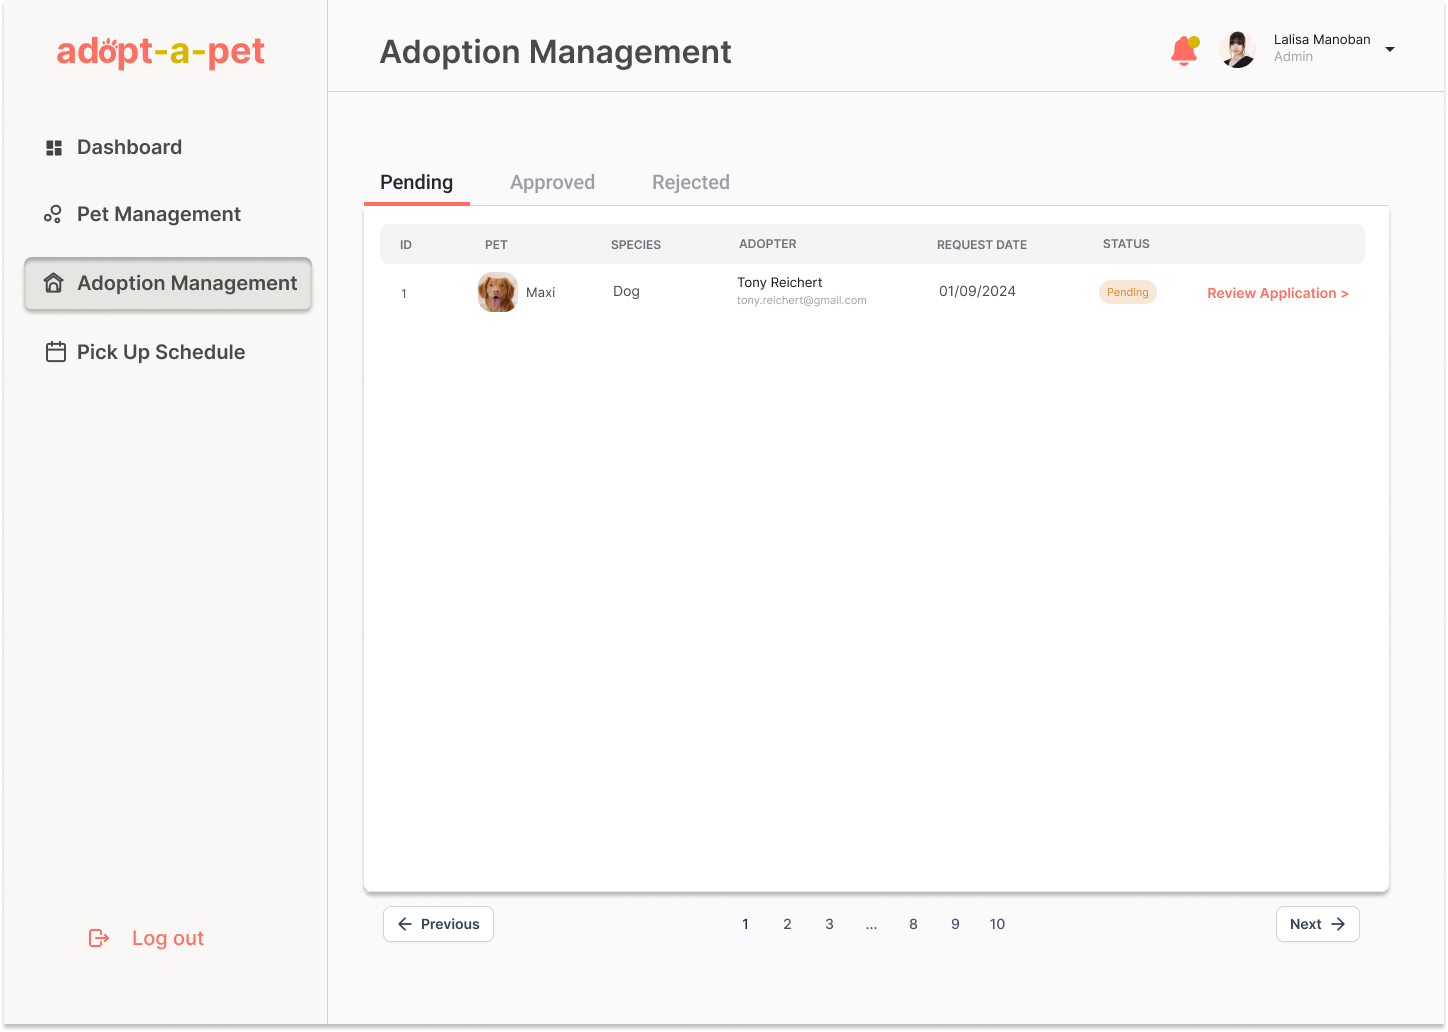 adopt-a-pet
Adoption Management
Lalisa Manoban
Admin
Dashboard
Pet Management
Adoption Management
Pick Up Schedule
Log out
Pending Approved Rejected
ID PET SPECIES ADOPTER REQUEST DATE STATUS
1 Maxi Dog Tony Reichert 01/09/2024 Pending Review Application >
tony.reichert@gmail.com
← Previous 1 2 3 ... 8 9 10 Next →